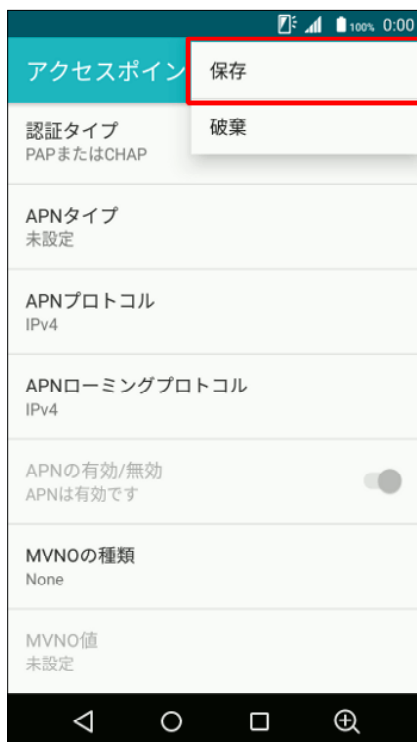 100% 0:00
アクセスポイン
保存
破棄
認証タイプ
PAPまたはCHAP
APNタイプ
未設定
APNプロトコル
IPv4
APNローミングプロトコル
IPv4
APNの有効/無効
APNは有効です
MVNOの種類
None
MVNO値
未設定